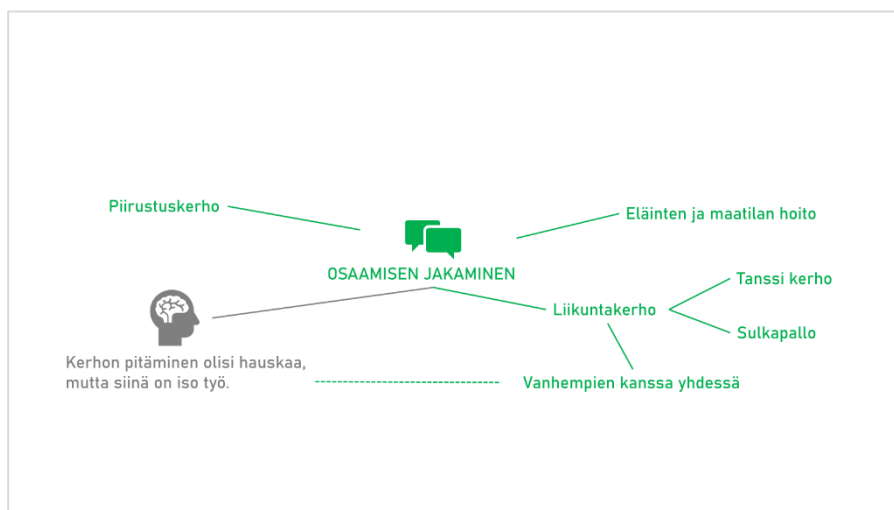 Piirustuskerho
Eläinten ja maatilan hoito
OSAAMISEN JAKAMINEN
Tanssi kerho
Liikuntakerho
Sulkapallo
Kerhon pitäminen olisi hauskaa,
mutta siinä on iso työ.
Vanhempien kanssa yhdessä